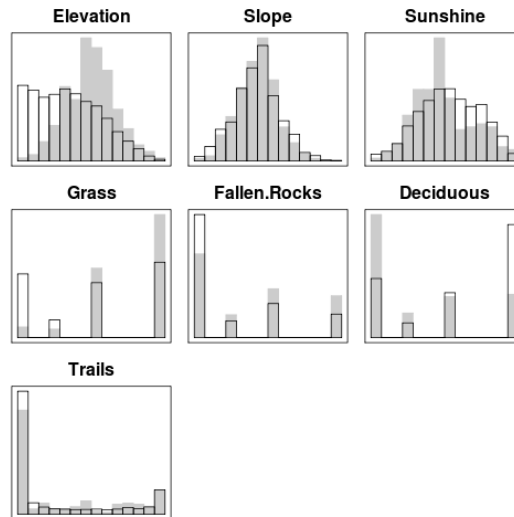 Elevation
Slope
Sunshine
Grass
Fallen.Rocks
Deciduous
Trails